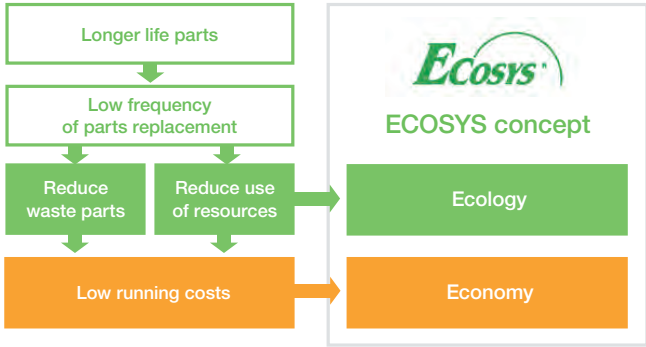 Longer life parts
Low frequency
of parts replacement
Reduce
waste parts
Reduce use
of resources
Low running costs
ECOSYS
ECOSYS concept
Ecology
Economy